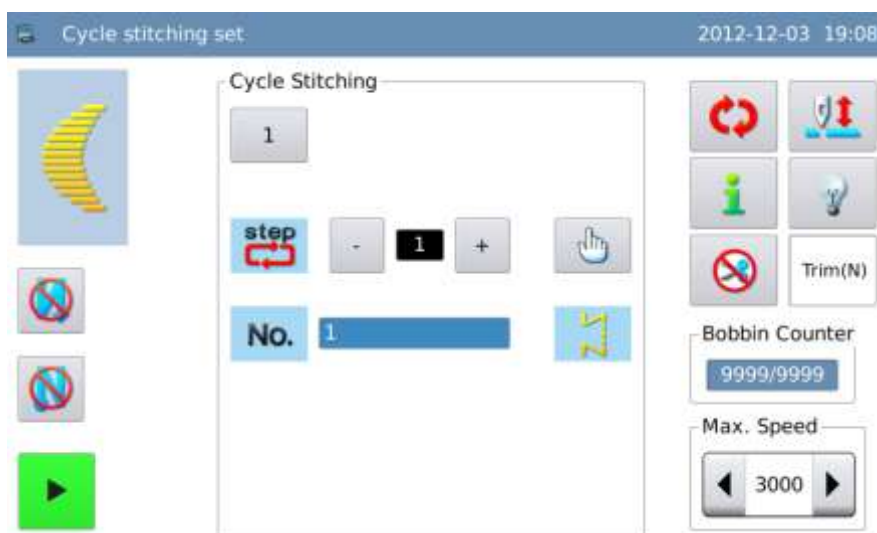 Cycle stitching set 2012-12-03 19:08
Cycle Stitching
1
step - 1 +
No. 1
Trim(N)
Bobbin Counter
9999/9999
Max. Speed
3000